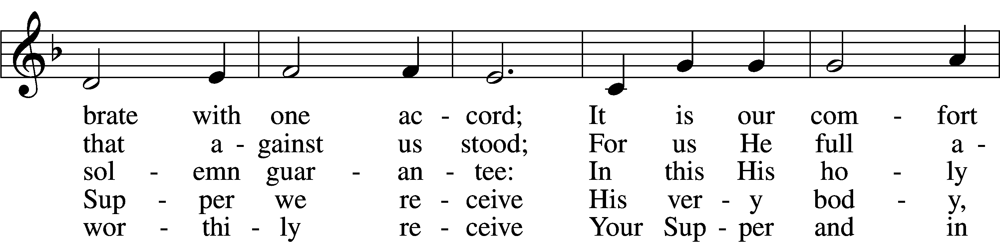 brate with one ac - cord; It is our com - fort
that a - gainst us stood; For us He full a -
sol - emn guar - an - tee: In this His ho - ly
Sup - per we re - ceive His ver - y bod - y,
wor - thi - ly re - ceive Your Sup - per and in